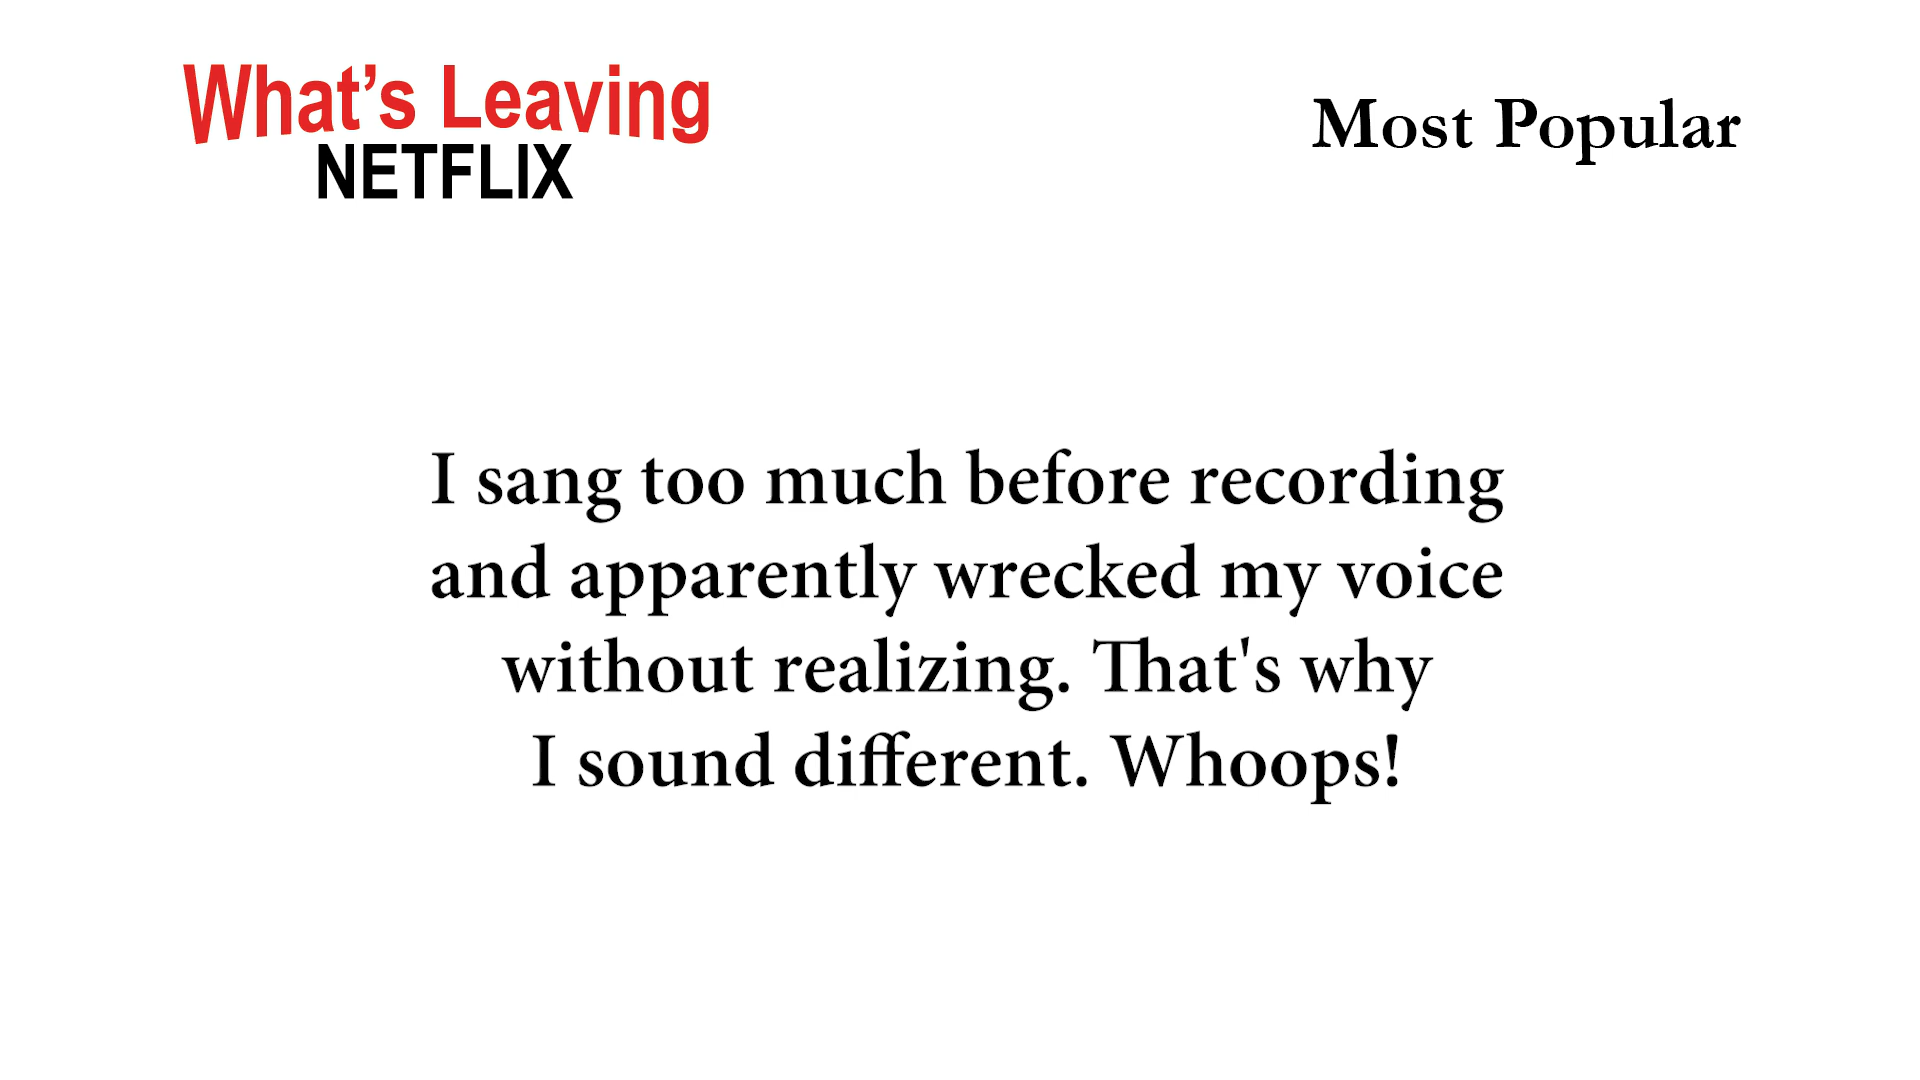 What’s Leaving
NETFLIX
Most Popular
I sang too much before recording
and apparently wrecked my voice
without realizing. That's why
I sound different. Whoops!